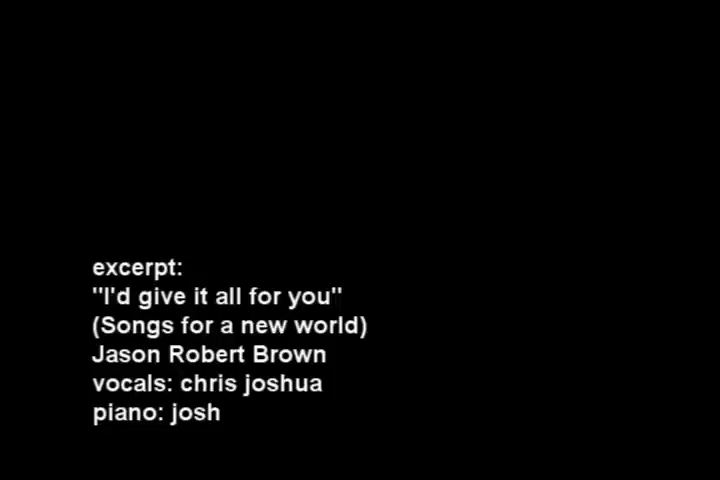 excerpt:
"I'd give it all for you"
(Songs for a new world)
Jason Robert Brown
vocals: chris joshua
piano: josh